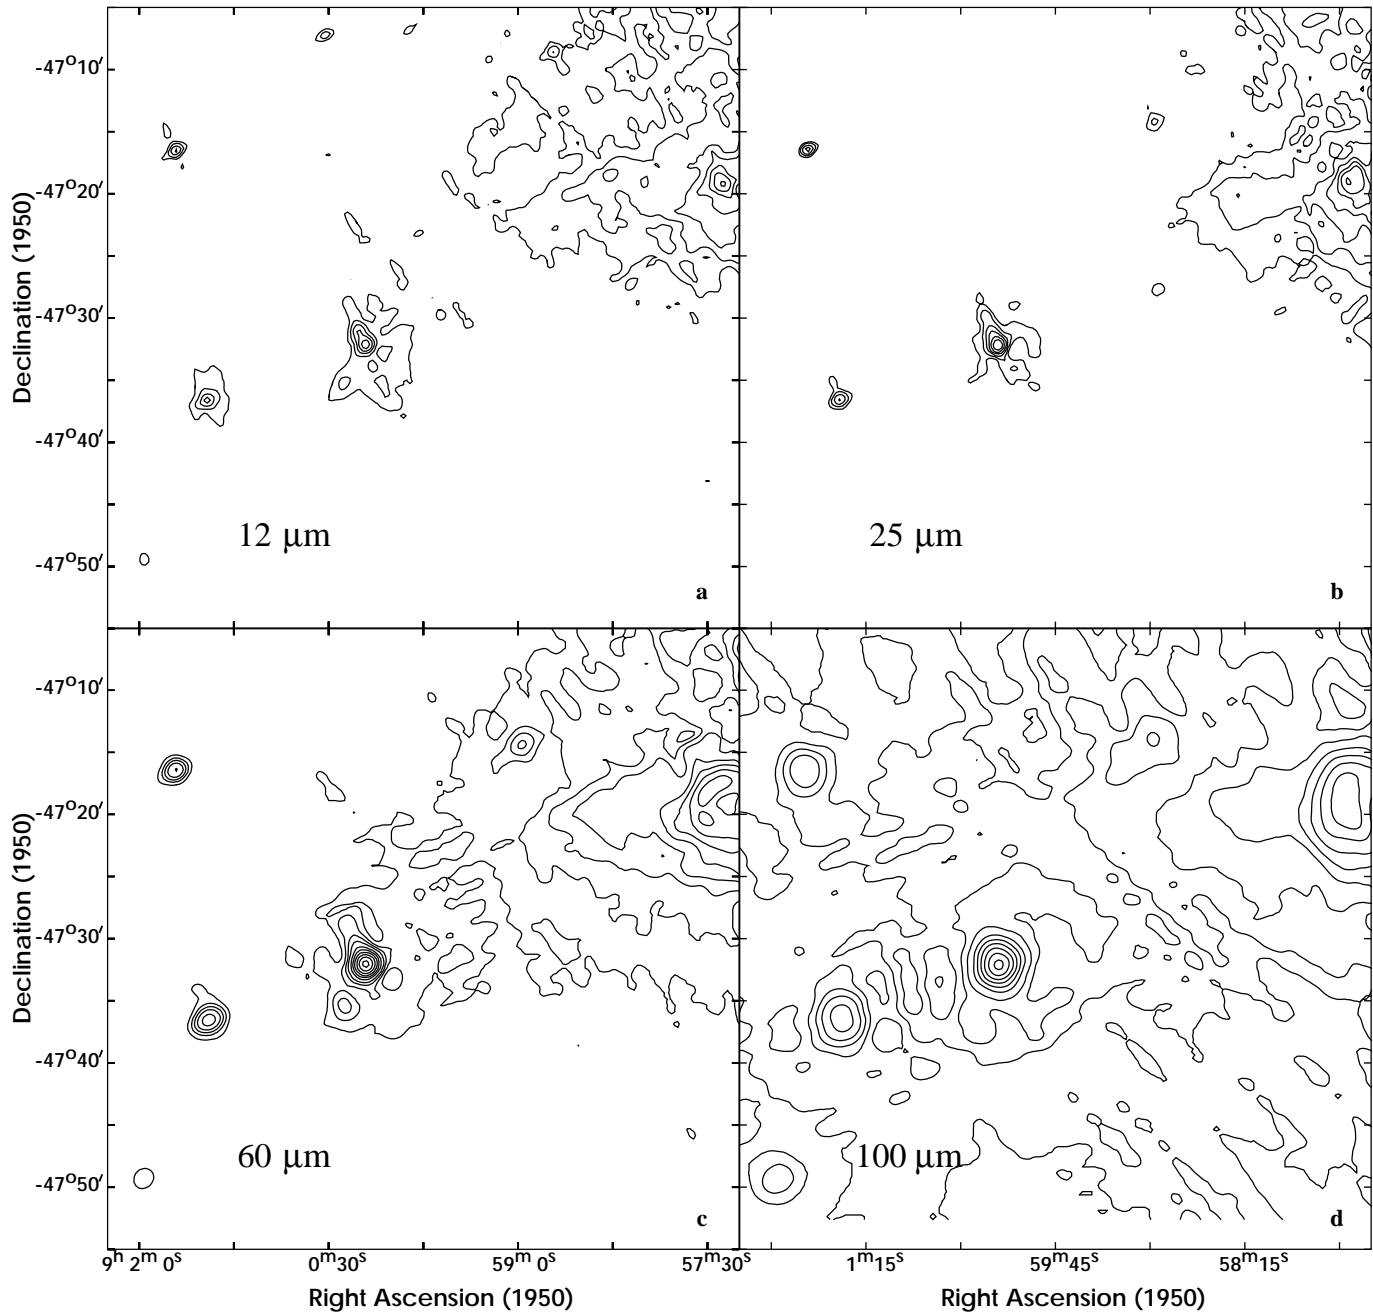 Declination (1950)
-47°10′
-47°20′
-47°30′
-47°40′
-47°50′
12 μm
a
25 μm
b
Declination (1950)
-47°10′
-47°20′
-47°30′
-47°40′
-47°50′
60 μm
c
100 μm
d
9ʰ 2ᵐ 0ˢ
0ᵐ30ˢ
59ᵐ 0ˢ
57ᵐ30ˢ
1ᵐ15ˢ
59ᵐ45ˢ
58ᵐ15ˢ
Right Ascension (1950)
Right Ascension (1950)